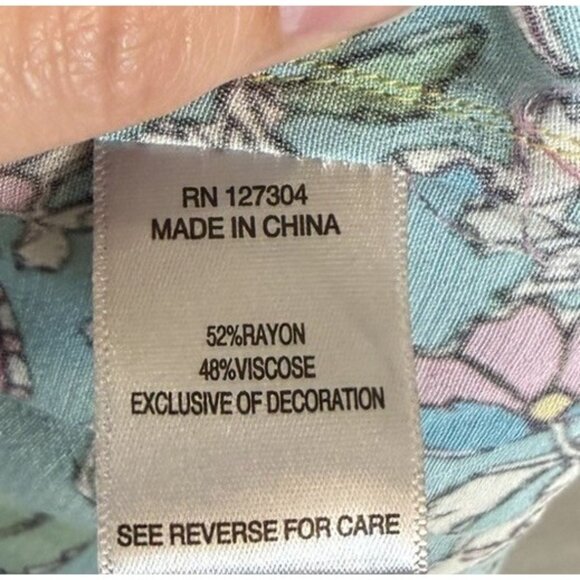 RN 127304
MADE IN CHINA
52%RAYON
48%VISCOSE
EXCLUSIVE OF DECORATION
SEE REVERSE FOR CARE